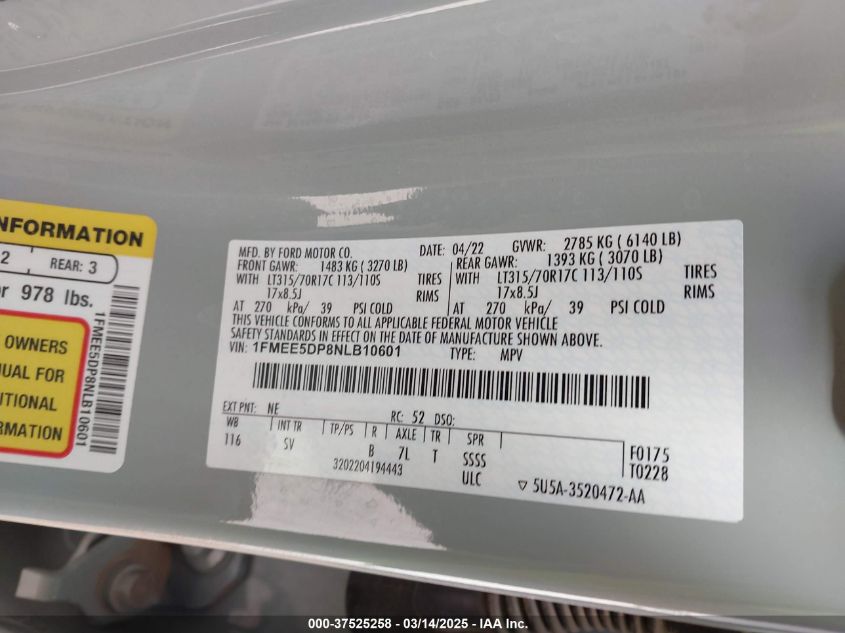 NFORMATION
2 REAR: 3
or 978 lbs.
OWNERS
NUAL FOR
ITIONAL
ORMATION
1FMEE5DP8NLB10601
MFD. BY FORD MOTOR CO. DATE: 04/22 GVWR: 2785 KG ( 6140 LB)
FRONT GAWR: 1483 KG ( 3270 LB) REAR GAWR: 1393 KG ( 3070 LB)
WITH LT315/70R17C 113/110S TIRES WITH LT315/70R17C 113/110S TIRES
17x8.5J RIMS 17x8.5J RIMS
AT 270 kPa/ 39 PSI COLD AT 270 kPa/ 39 PSI COLD
THIS VEHICLE CONFORMS TO ALL APPLICABLE FEDERAL MOTOR VEHICLE
SAFETY STANDARDS IN EFFECT ON THE DATE OF MANUFACTURE SHOWN ABOVE.
VIN: 1FMEE5DP8NLB10601 TYPE: MPV
EXT PNT: NE RC: 52 DSO:
WB INT TR TP/PS R AXLE TR SPR
116 SV B 7L T SSSS
3202204194443 ULC
F0175
T0228
▽ 5U5A-3520472-AA
000-37525258 - 03/14/2025 - IAA Inc.